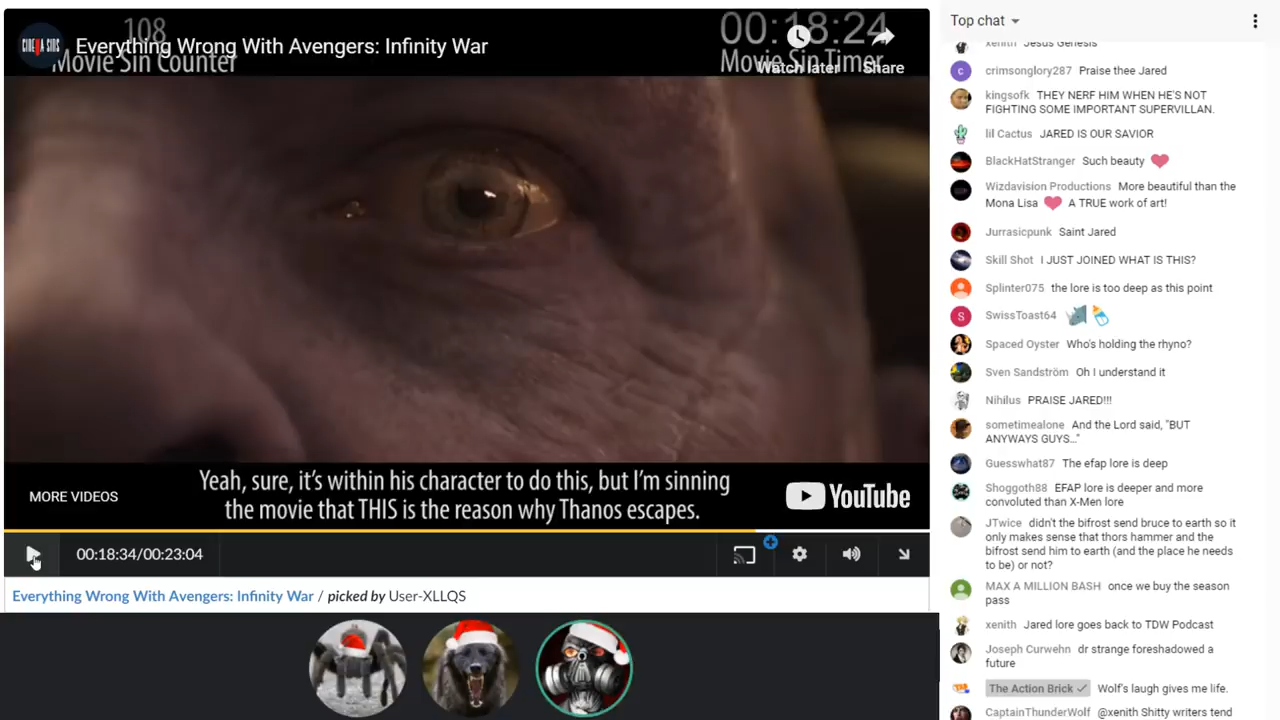 108
Movie Sin Counter
CINEMA SINS
Everything Wrong With Avengers: Infinity War
00:18:24
Movie Sin Timer
Watch later
Share
Yeah, sure, it's within his character to do this, but I'm sinning
the movie that THIS is the reason why Thanos escapes.
MORE VIDEOS
YouTube
00:18:34/00:23:04
Everything Wrong With Avengers: Infinity War / picked by User-XLLQS
Top chat
xenith Jesus Genesis
crimsonglory287 Praise thee Jared
kingsofk THEY NERF HIM WHEN HE'S NOT
FIGHTING SOME IMPORTANT SUPERVILLAN.
lil Cactus JARED IS OUR SAVIOR
BlackHatStranger Such beauty
Wizdavision Productions More beautiful than the
Mona Lisa A TRUE work of art!
Jurrasicpunk Saint Jared
Skill Shot I JUST JOINED WHAT IS THIS?
Splinter075 the lore is too deep as this point
S SwissToast64
Spaced Oyster Who's holding the rhyno?
Sven Sandström Oh I understand it
Nihilus PRAISE JARED!!!
sometimealone And the Lord said, "BUT
ANYWAYS GUYS..."
Guesswhat87 The efap lore is deep
Shoggoth88 EFAP lore is deeper and more
convoluted than X-Men lore
JTwice didn't the bifrost send bruce to earth so it
only makes sense that thors hammer and the
bifrost send him to earth (and the place he needs
to be) or not?
MAX A MILLION BASH once we buy the season
pass
xenith Jared lore goes back to TDW Podcast
Joseph Curwehn dr strange foreshadowed a
future
The Action Brick Wolf's laugh gives me life.
CaptainThunderWolf @xenith Shitty writers tend